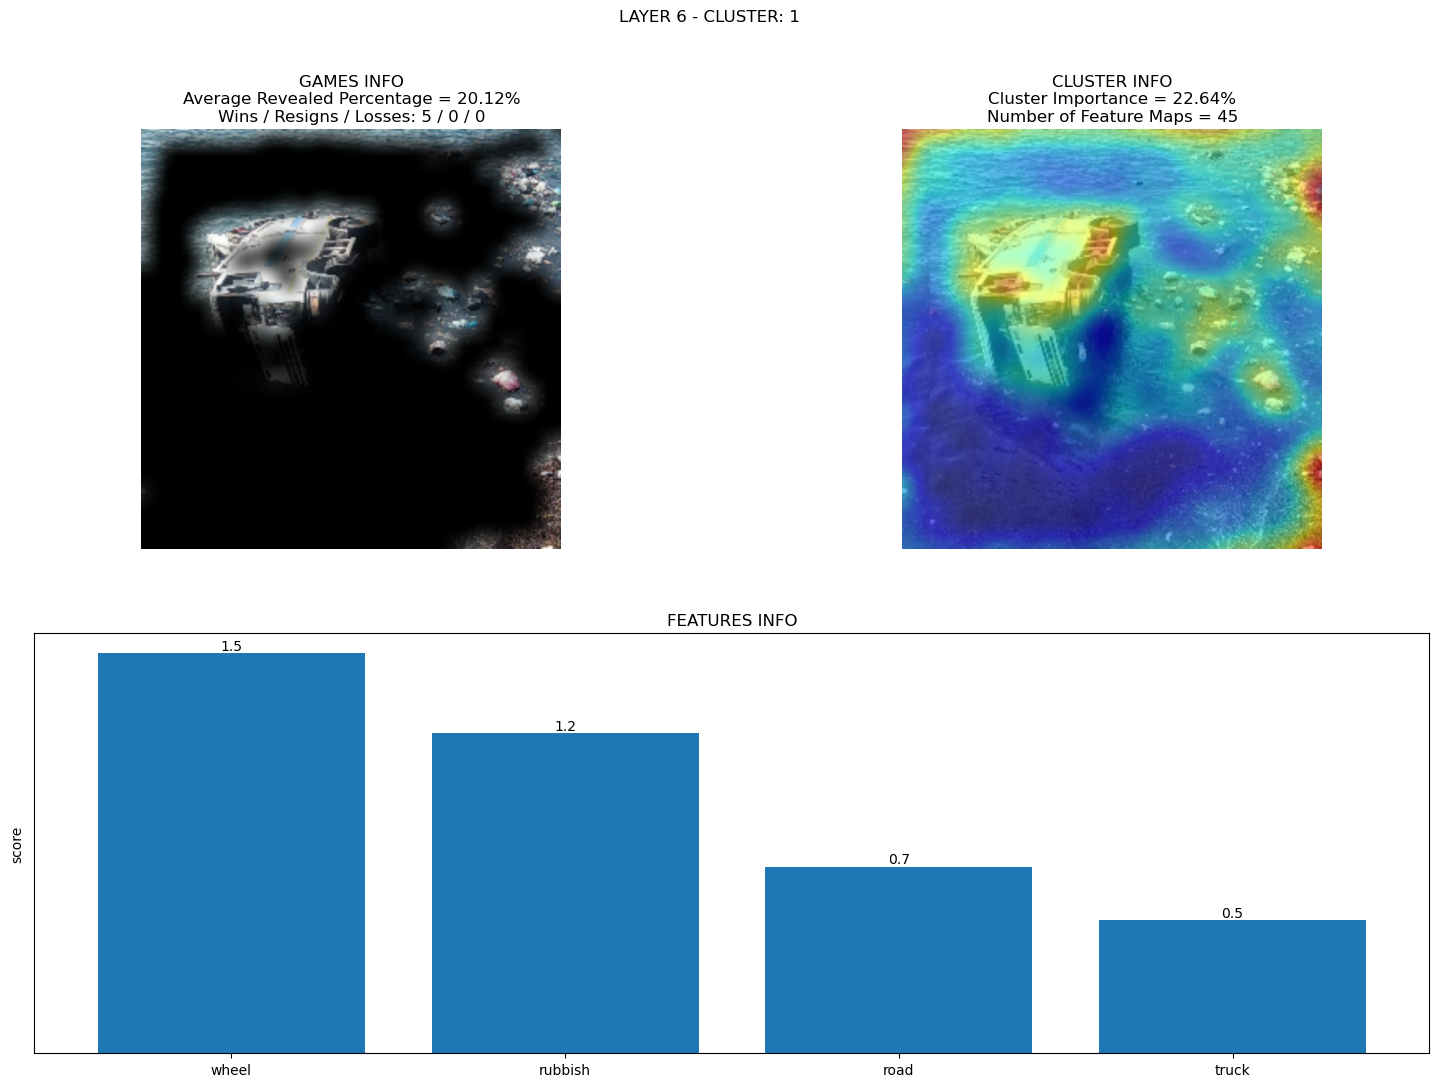 LAYER 6 - CLUSTER: 1
GAMES INFO
Average Revealed Percentage = 20.12%
Wins / Resigns / Losses: 5 / 0 / 0
CLUSTER INFO
Cluster Importance = 22.64%
Number of Feature Maps = 45
FEATURES INFO
score
1.5
1.2
0.7
0.5
wheel
rubbish
road
truck